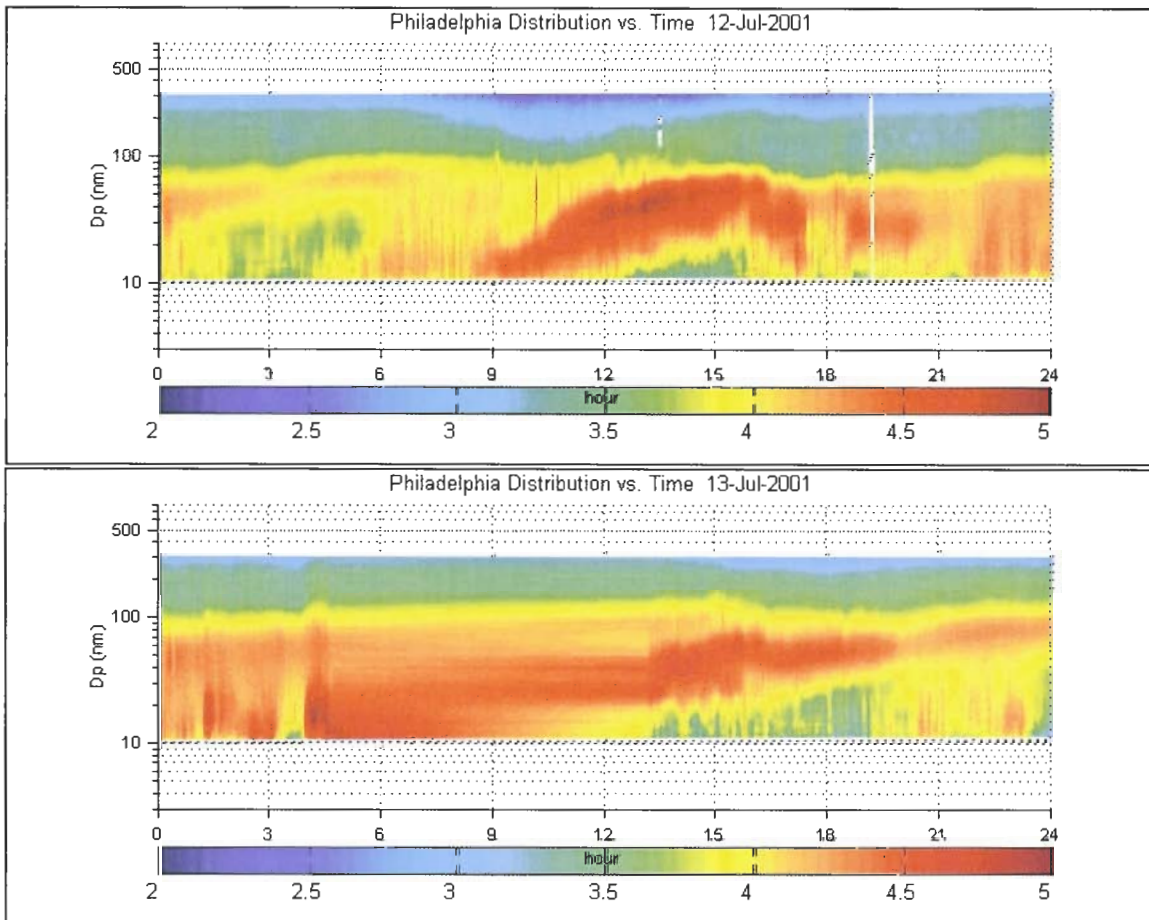 Philadelphia Distribution vs. Time 12-Jul-2001
500
100
10
Dp (nm)
0 3 6 9 12 15 18 21 24
hour
2 2.5 3 3.5 4 4.5 5
Philadelphia Distribution vs. Time 13-Jul-2001
500
100
10
Dp (nm)
0 3 6 9 12 15 18 21 24
hour
2 2.5 3 3.5 4 4.5 5